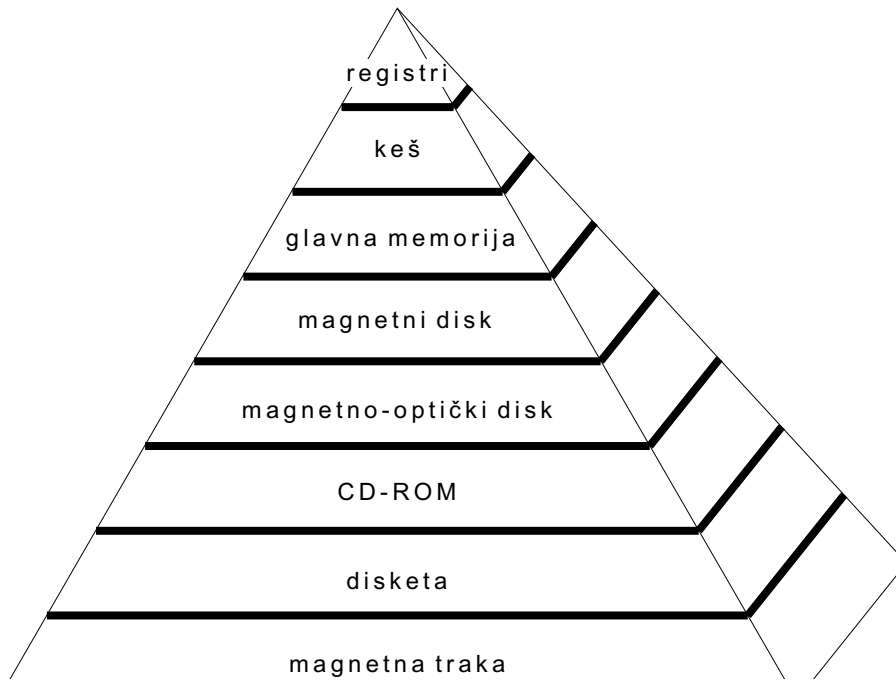 registri
keš
glavna memorija
magnetni disk
magnetno-optički disk
CD-ROM
disketa
magnetna traka